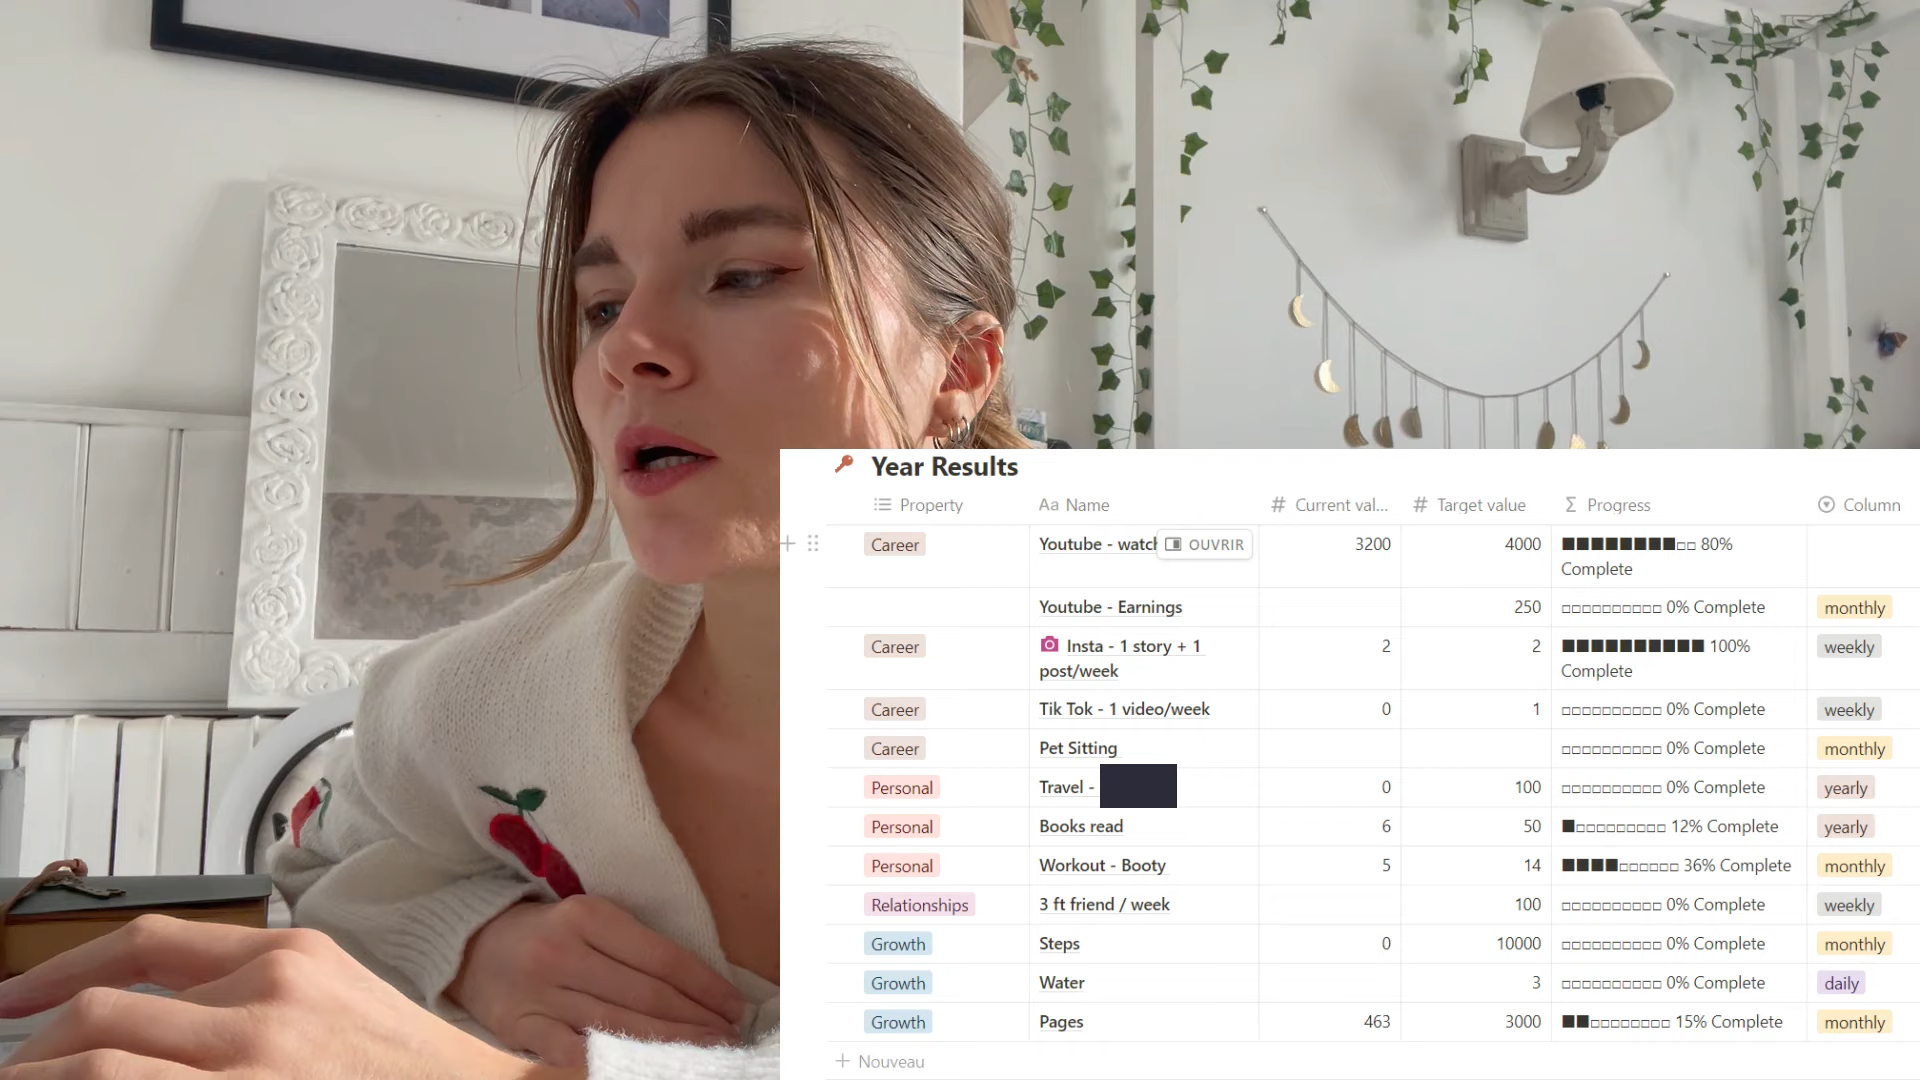 Year Results
Property Aa Name # Current val... # Target value Σ Progress Column
Career Youtube - watch OUVRIR 3200 4000 ■■■■■■■■□□ 80%
Complete
Youtube - Earnings 250 □□□□□□□□□□ 0% Complete monthly
Career Insta - 1 story + 1 2 2 ■■■■■■■■■■ 100% weekly
post/week Complete
Career Tik Tok - 1 video/week 0 1 □□□□□□□□□□ 0% Complete weekly
Career Pet Sitting □□□□□□□□□□ 0% Complete monthly
Personal Travel - 0 100 □□□□□□□□□□ 0% Complete yearly
Personal Books read 6 50 ■□□□□□□□□□ 12% Complete yearly
Personal Workout - Booty 5 14 ■■■■□□□□□□ 36% Complete monthly
Relationships 3 ft friend / week 100 □□□□□□□□□□ 0% Complete weekly
Growth Steps 0 10000 □□□□□□□□□□ 0% Complete monthly
Growth Water 3 □□□□□□□□□□ 0% Complete daily
Growth Pages 463 3000 ■■□□□□□□□□ 15% Complete monthly
+ Nouveau